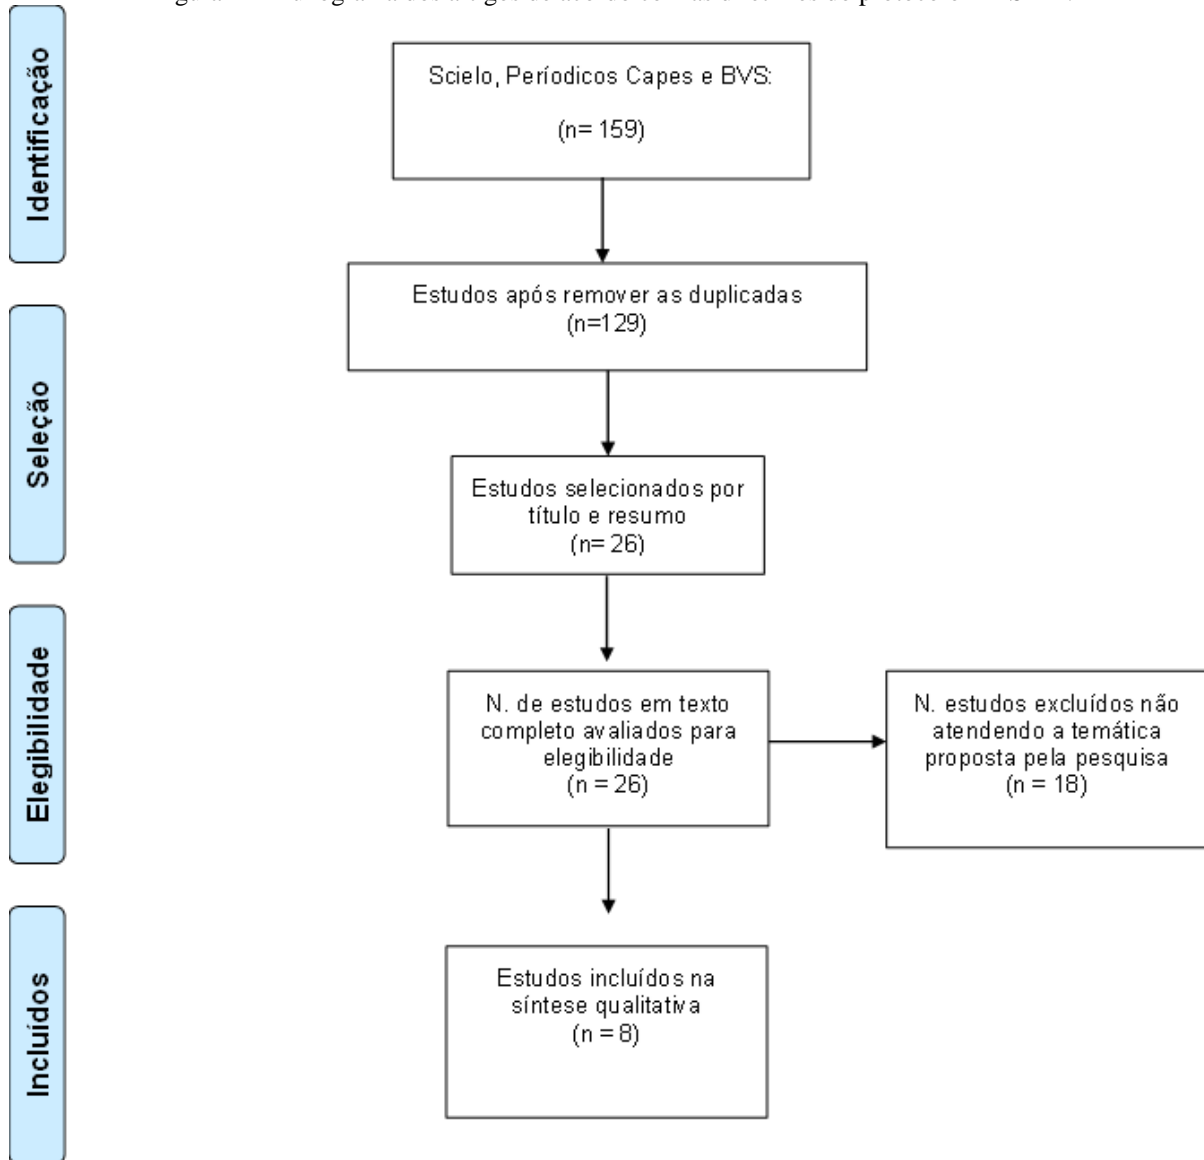 Identificação
Scielo, Períodicos Capes e BVS:
(n= 159)
Estudos após remover as duplicadas
(n=129)
Seleção
Estudos selecionados por
título e resumo
(n= 26)
Elegibilidade
N. de estudos em texto
completo avaliados para
elegibilidade
(n = 26)
N. estudos excluídos não
atendendo a temática
proposta pela pesquisa
(n = 18)
Incluídos
Estudos incluídos na
síntese qualitativa
(n = 8)